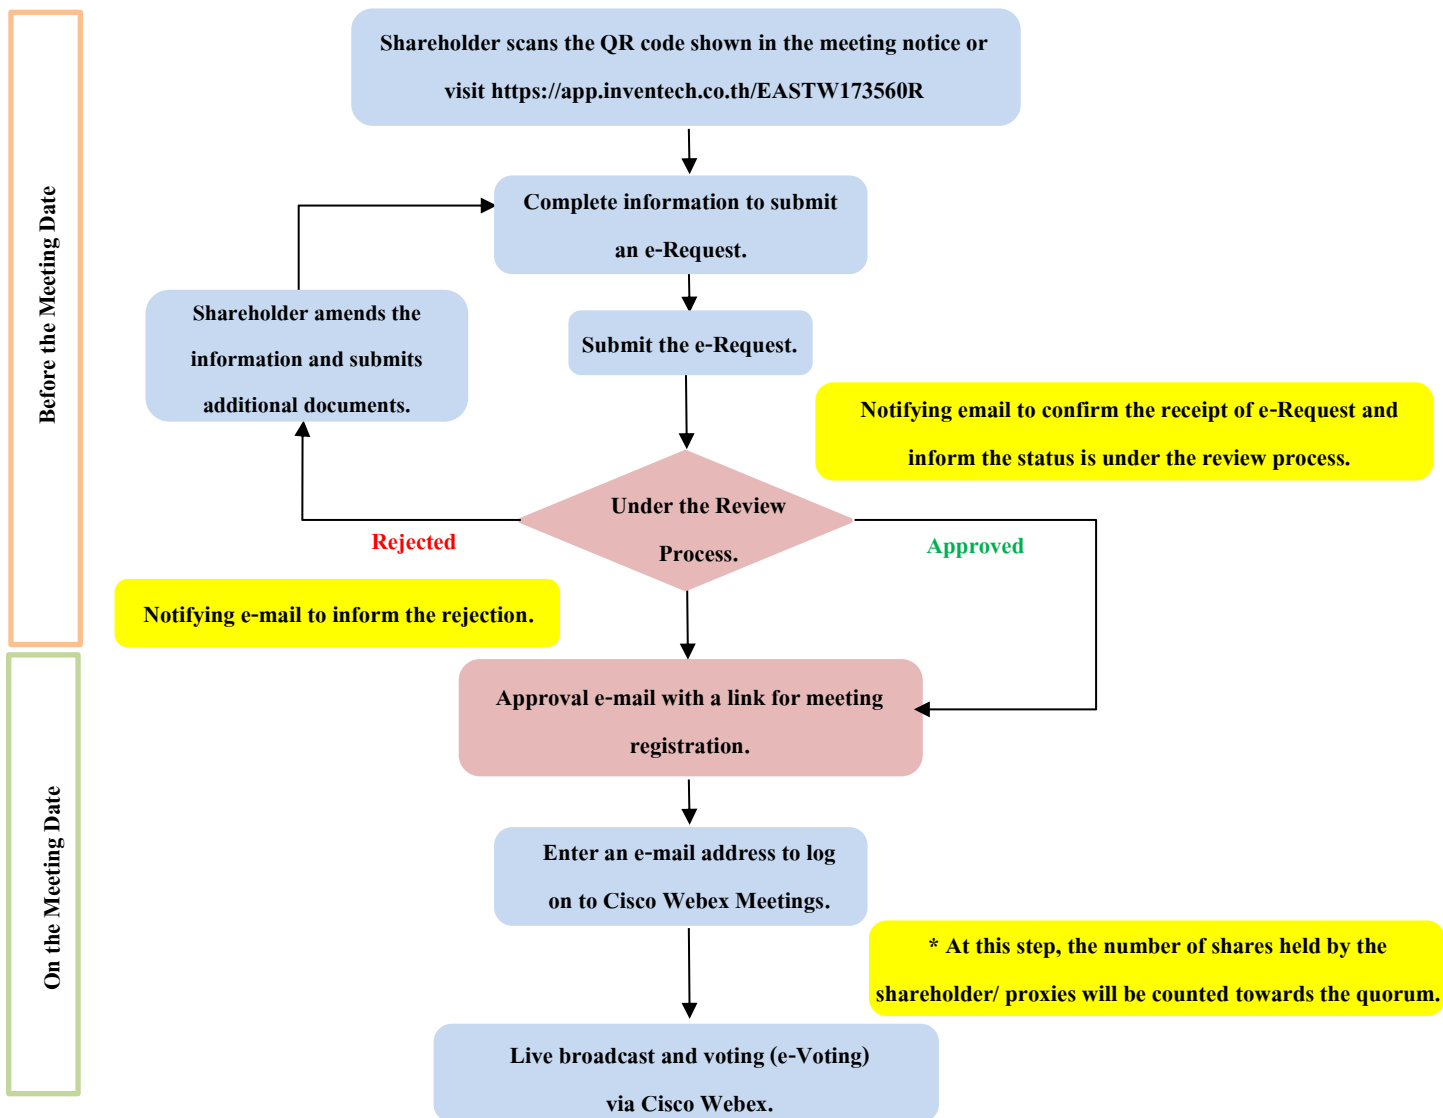 Before the Meeting Date
Shareholder scans the QR code shown in the meeting notice or
visit https://app.inventech.co.th/EASTW173560R
Complete information to submit
an e-Request.
Shareholder amends the
information and submits
additional documents.
Submit the e-Request.
Notifying email to confirm the receipt of e-Request and
inform the status is under the review process.
Under the Review
Process.
Rejected
Approved
Notifying e-mail to inform the rejection.
On the Meeting Date
Approval e-mail with a link for meeting
registration.
Enter an e-mail address to log
on to Cisco Webex Meetings.
* At this step, the number of shares held by the
shareholder/ proxies will be counted towards the quorum.
Live broadcast and voting (e-Voting)
via Cisco Webex.